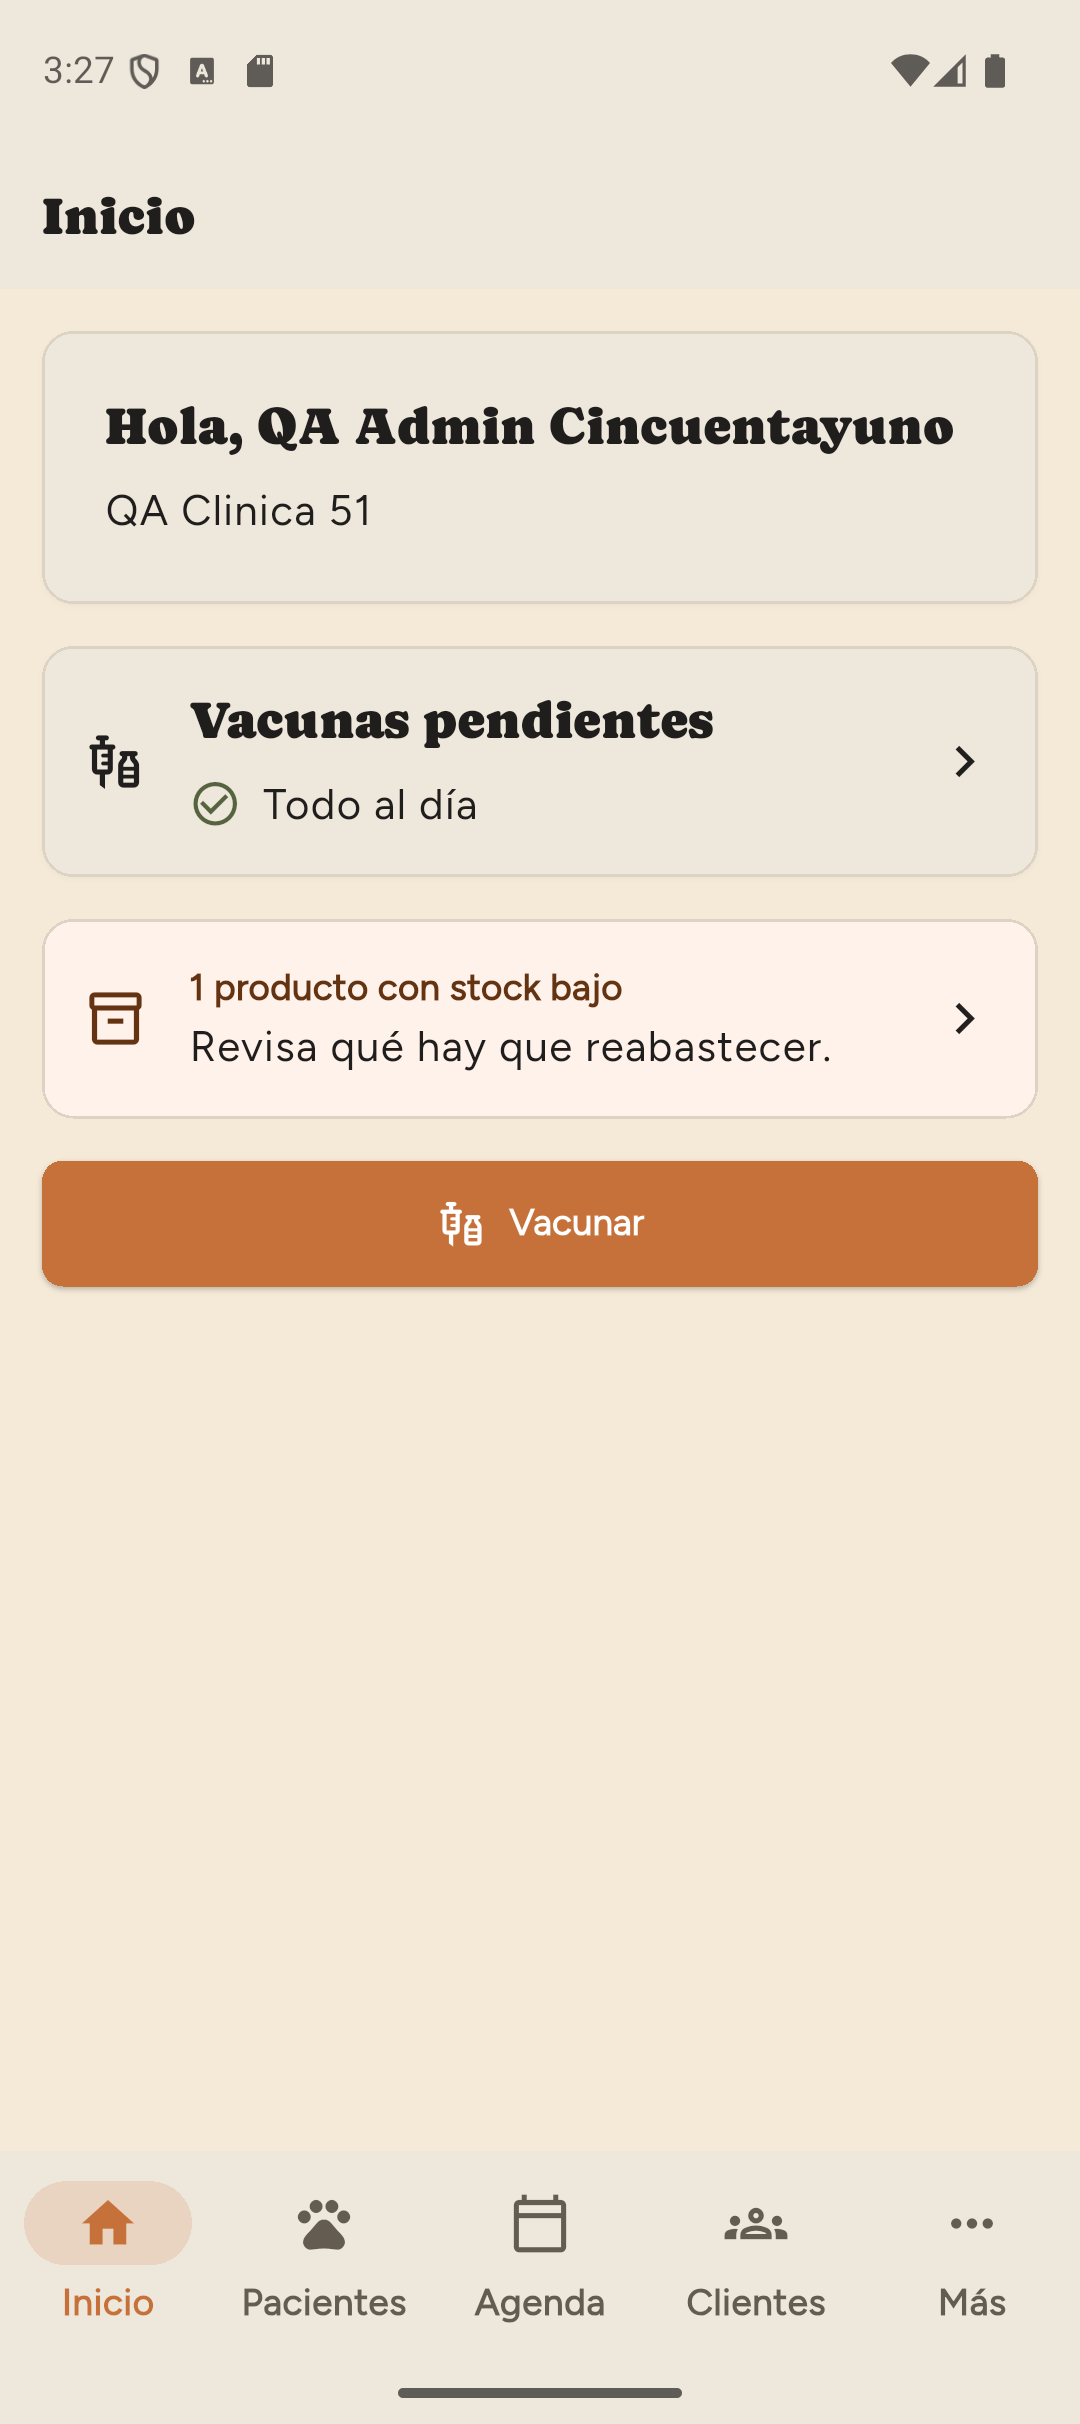 3:27
Inicio
Hola, QA Admin Cincuentayuno
QA Clinica 51
Vacunas pendientes
Todo al día
1 producto con stock bajo
Revisa qué hay que reabastecer.
Vacunar
Inicio
Pacientes
Agenda
Clientes
Más